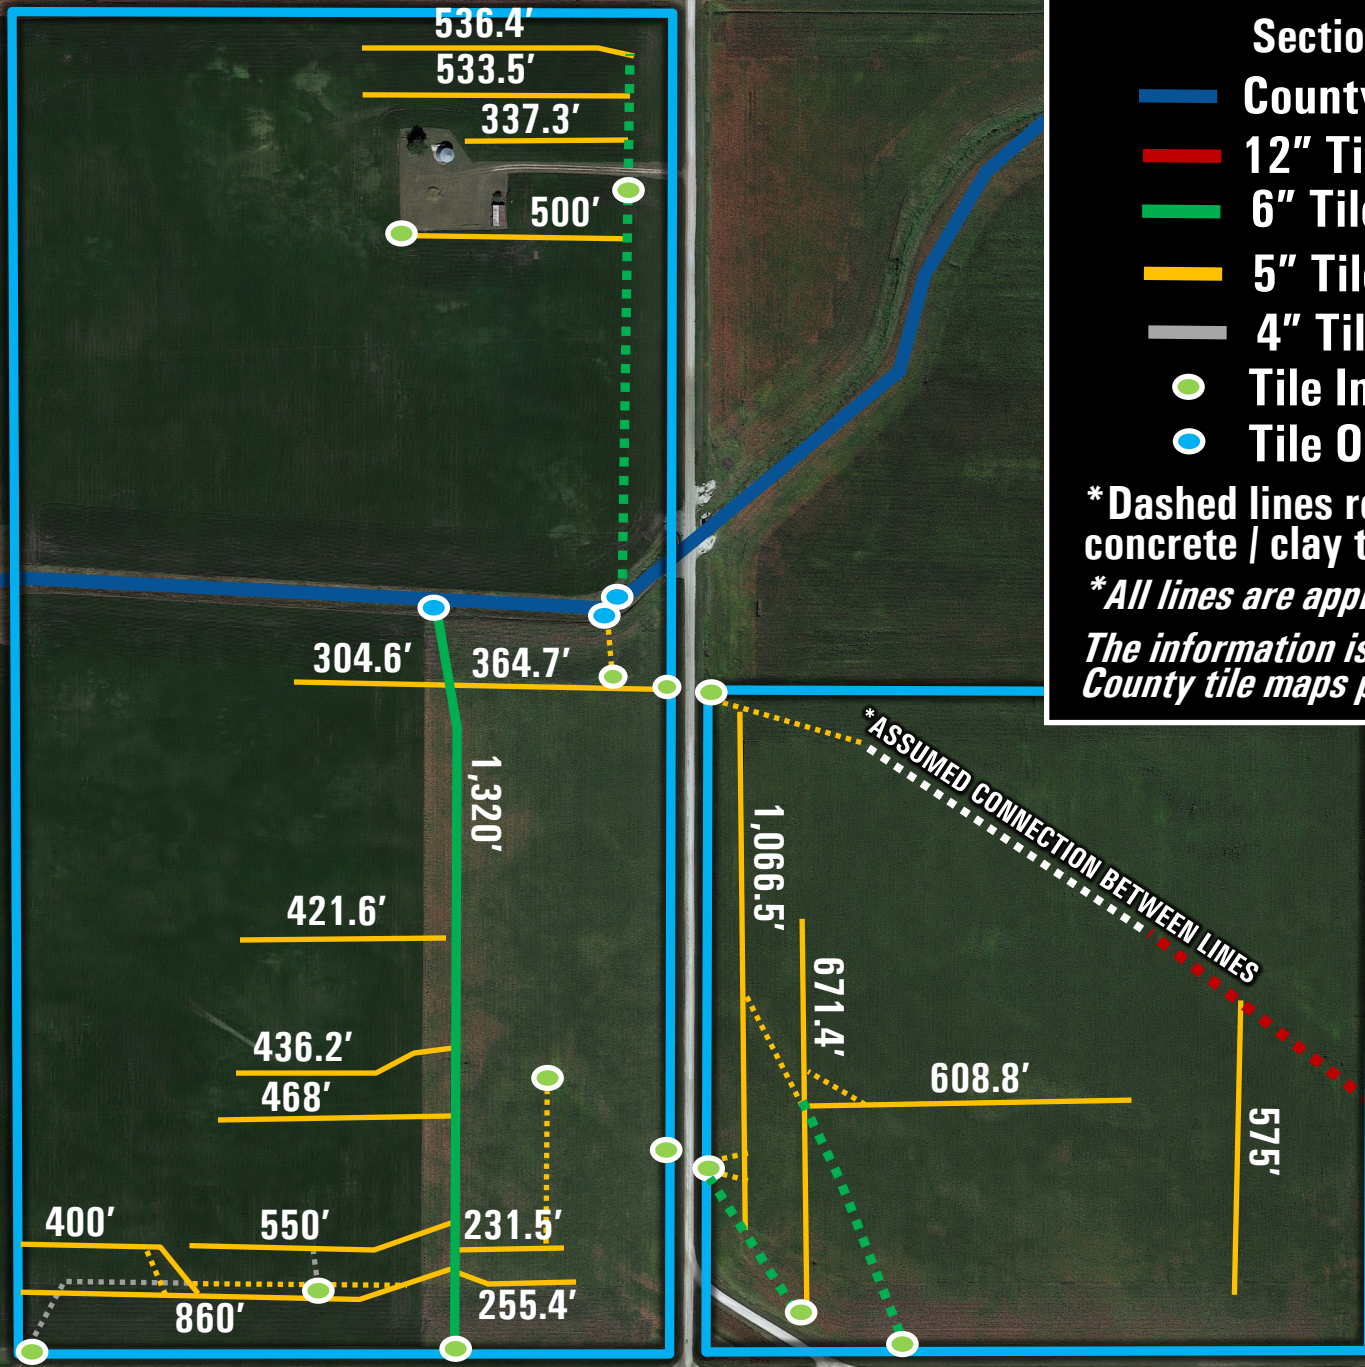 536.4′
533.5′
337.3′
500′
304.6′
364.7′
1,320′
421.6′
436.2′
468′
400′
550′
231.5′
860′
255.4′
*ASSUMED CONNECTION BETWEEN LINES
1,066.5′
671.4′
608.8′
575′
Sectio
County
12″ Ti
6″ Tile
5″ Tile
4″ Til
Tile In
Tile O
*Dashed lines re
concrete / clay t
*All lines are appr
The information is
County tile maps p